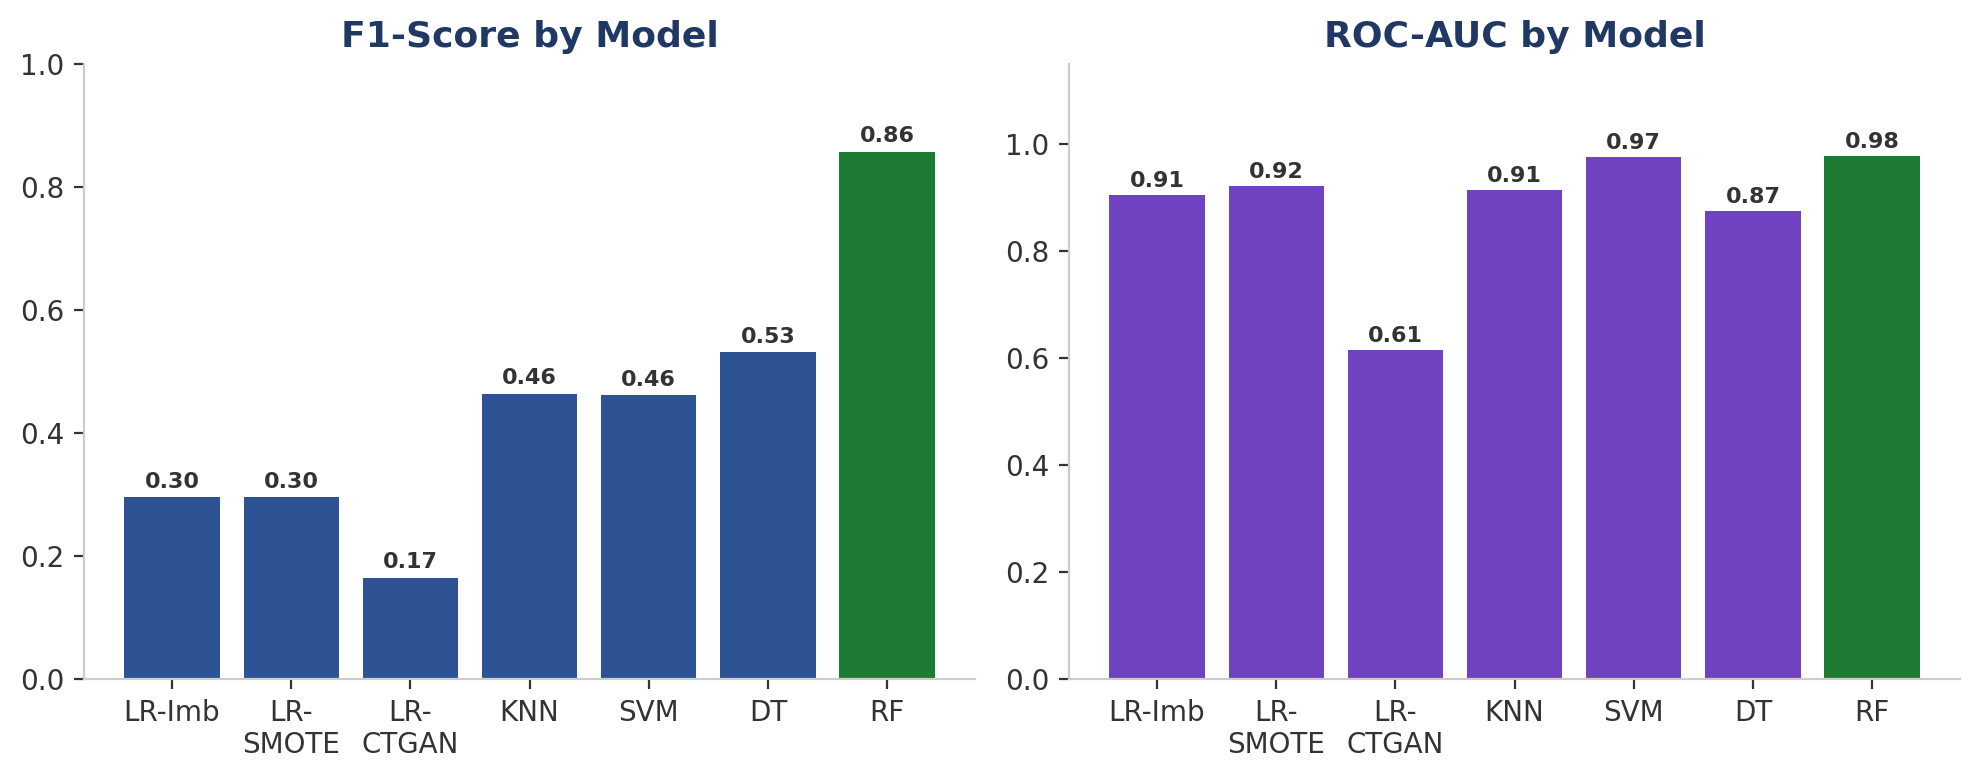 F1-Score by Model
1.0
0.8
0.6
0.4
0.2
0.0
0.30
0.30
0.17
0.46
0.46
0.53
0.86
LR-Imb
LR-
SMOTE
LR-
CTGAN
KNN
SVM
DT
RF
ROC-AUC by Model
1.0
0.8
0.6
0.4
0.2
0.0
0.91
0.92
0.61
0.91
0.97
0.87
0.98
LR-Imb
LR-
SMOTE
LR-
CTGAN
KNN
SVM
DT
RF